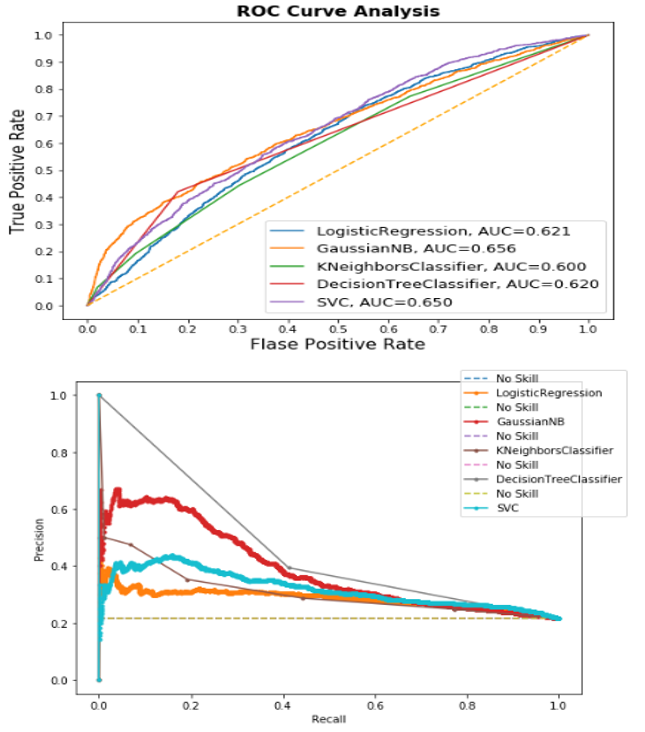 ROC Curve Analysis
1.0
0.9
0.8
0.7
0.6
0.5
0.4
0.3
0.2
0.1
0.0
True Positive Rate
LogisticRegression, AUC=0.621
GaussianNB, AUC=0.656
KNeighborsClassifier, AUC=0.600
DecisionTreeClassifier, AUC=0.620
SVC, AUC=0.650
0.0 0.1 0.2 0.3 0.4 0.5 0.6 0.7 0.8 0.9 1.0
Flase Positive Rate
No Skill
LogisticRegression
No Skill
GaussianNB
No Skill
KNeighborsClassifier
No Skill
DecisionTreeClassifier
No Skill
SVC
1.0
0.8
0.6
0.4
0.2
0.0
Precision
0.0 0.2 0.4 0.6 0.8 1.0
Recall